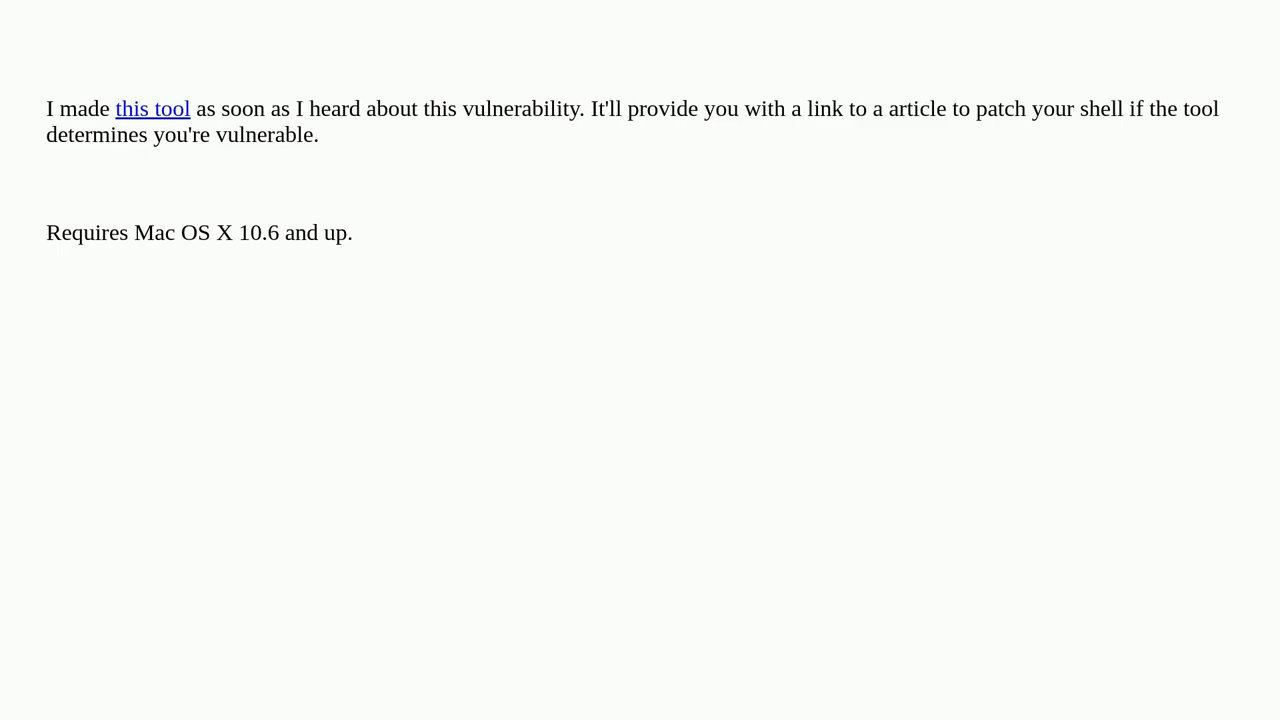 I made this tool as soon as I heard about this vulnerability. It'll provide you with a link to a article to patch your shell if the tool
determines you're vulnerable.
Requires Mac OS X 10.6 and up.